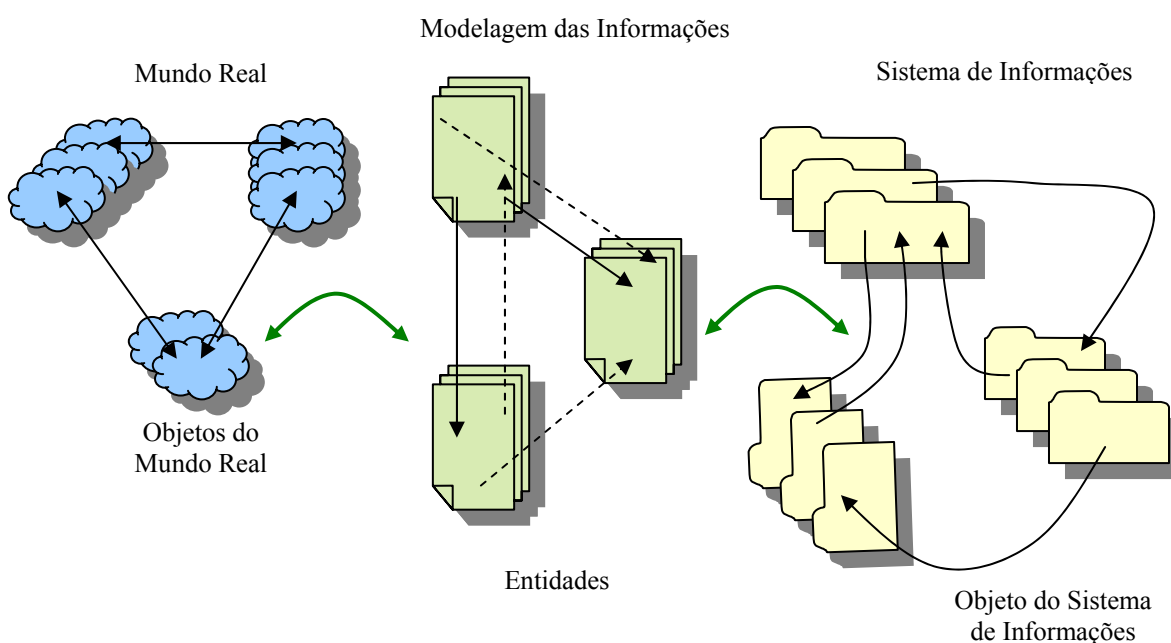 Modelagem das Informações
Mundo Real
Sistema de Informações
Objetos do
Mundo Real
Entidades
Objeto do Sistema
de Informações